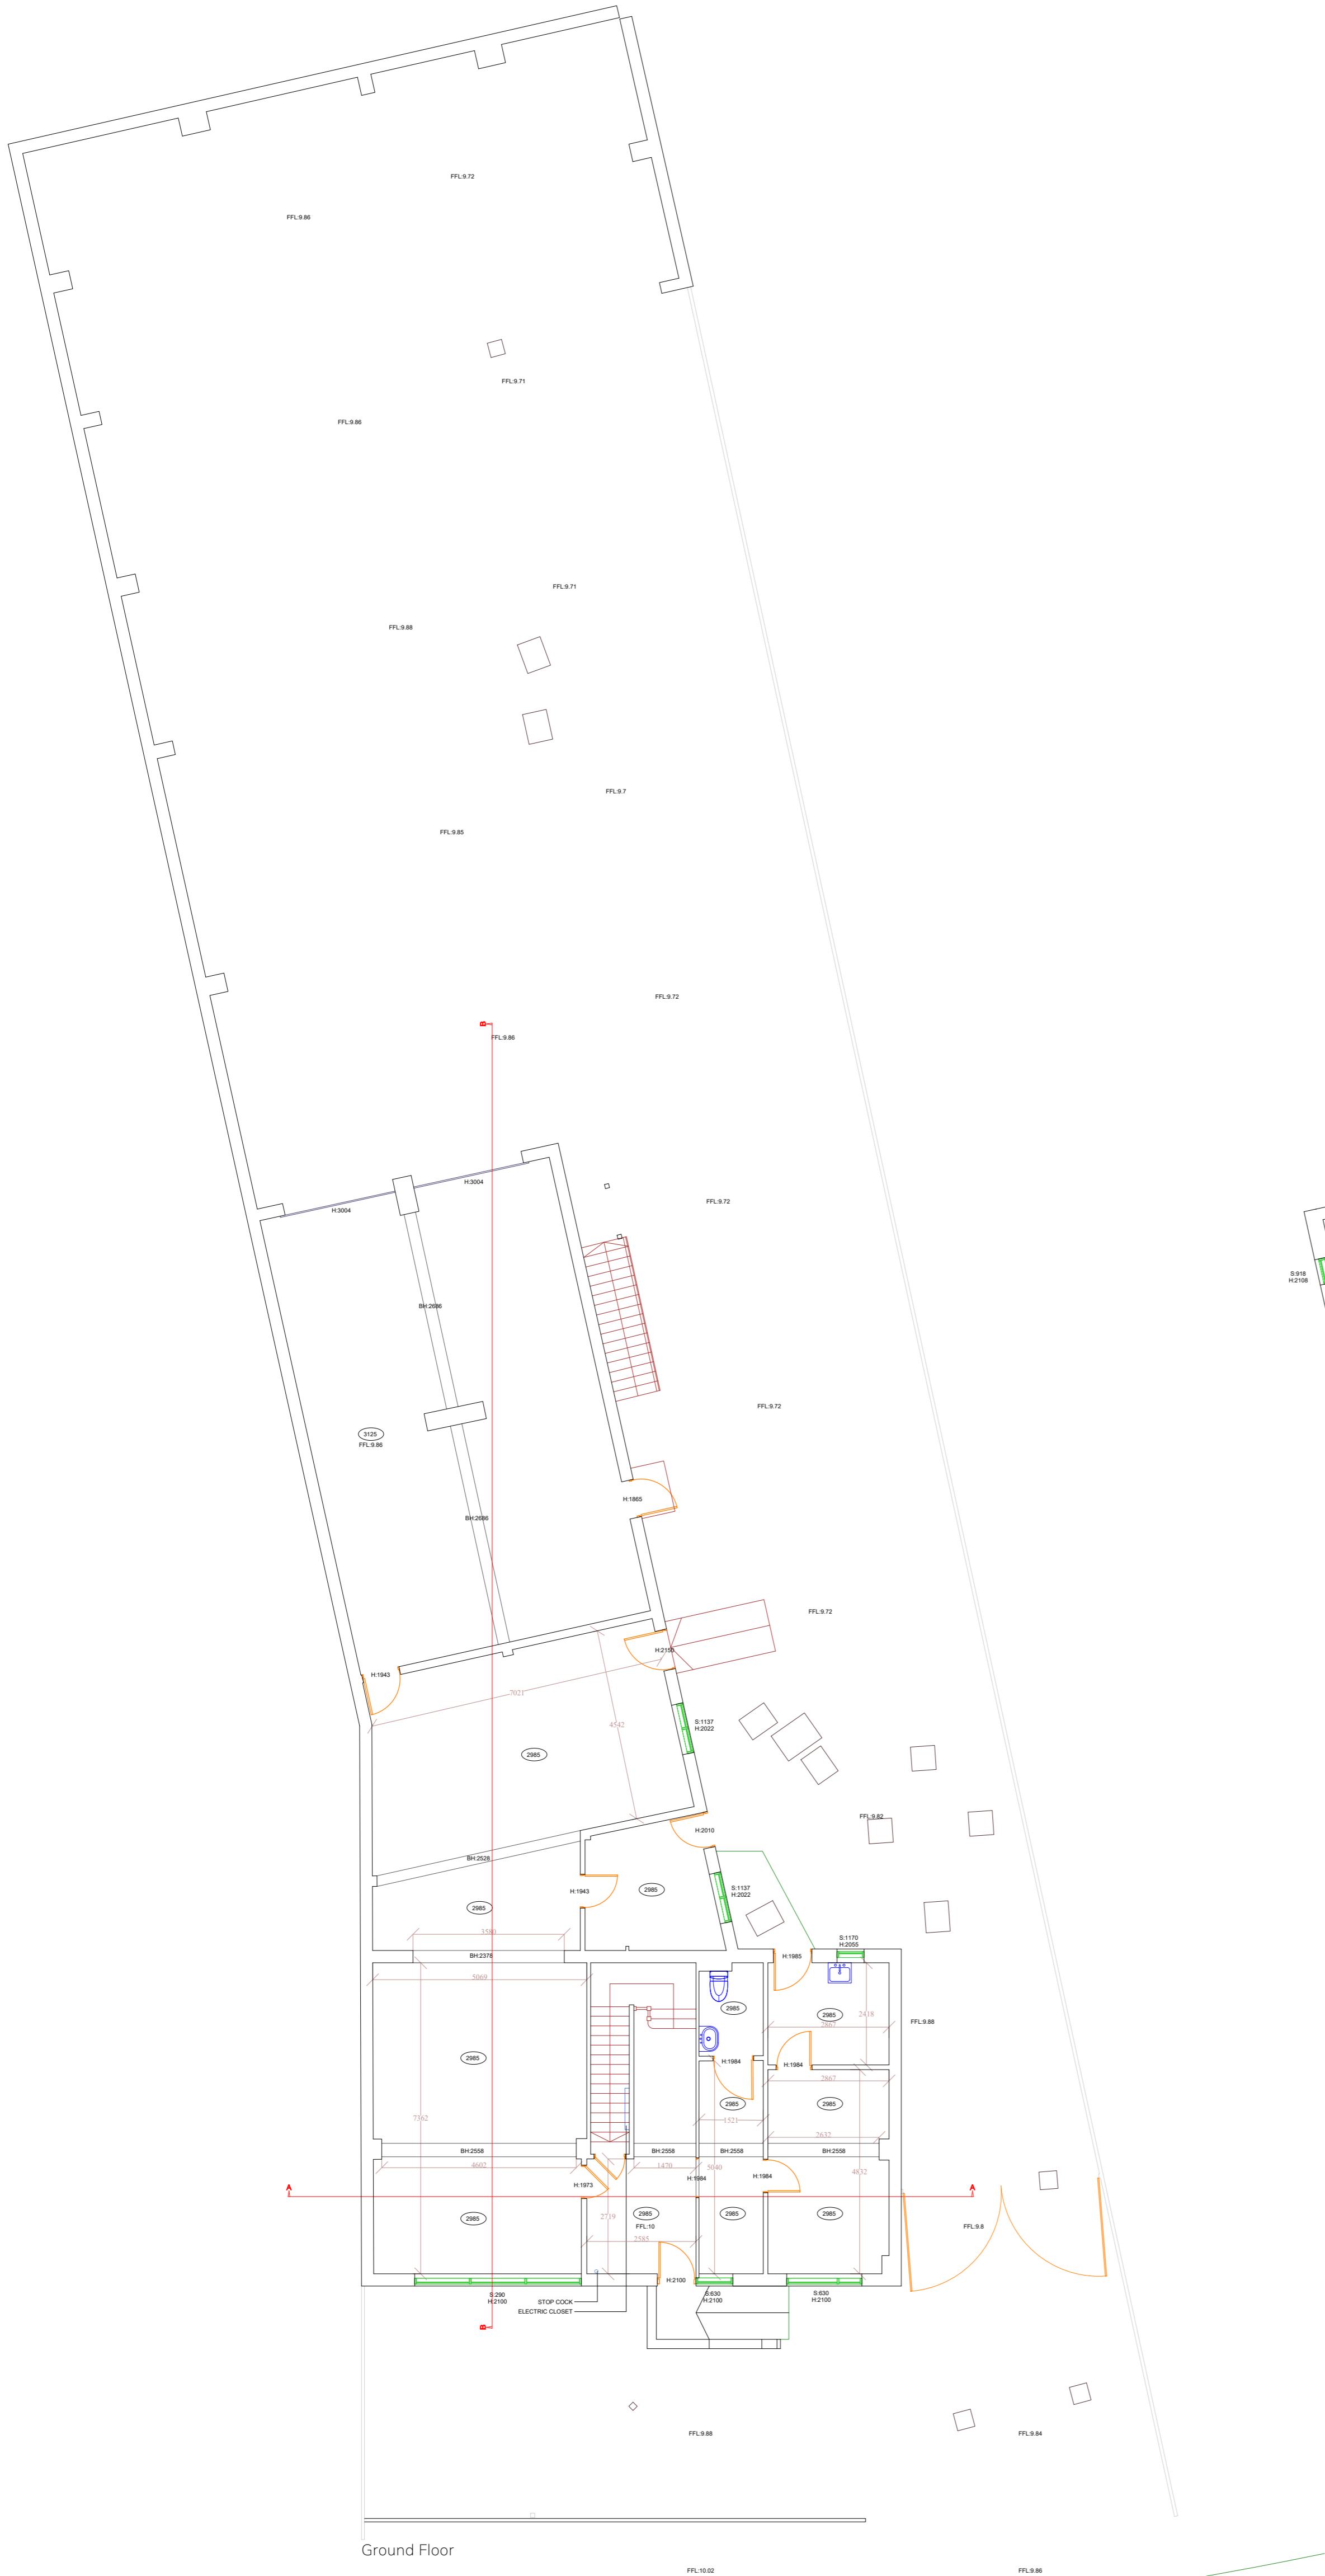 FFL:9.72
FFL:9.86
FFL:9.71
FFL:9.86
FFL:9.71
FFL:9.88
FFL:9.7
FFL:9.85
FFL:9.72
B
FFL:9.86
H:3004
FFL:9.72
H:3004
S:918
H:2108
BH:2686
FFL:9.72
3125
FFL:9.86
H:1865
BH:2686
FFL:9.72
H:2150
H:1943
7021
S:1137
H:2022
4542
2985
FFL:9.82
H:2010
BH:2528
S:1137
H:2022
H:1943
2985
2985
3580
S:1170
H:2055
BH:2378
H:1985
5069
2985
2985
2418
FFL:9.88
2867
2985
H:1984
H:1984
2867
2985
2985
7362
1521
2632
BH:2558
BH:2558
BH:2558
BH:2558
4602
1470
5040
4832
H:1973
H:1984
H:1984
A
A
2985
2719
2985
2985
2985
FFL:10
FFL:9.8
2585
H:2100
S:290
H:2100
S:630
H:2100
S:630
H:2100
STOP COCK
ELECTRIC CLOSET
B
FFL:9.88
FFL:9.84
Ground Floor
FFL:10.02
FFL:9.86